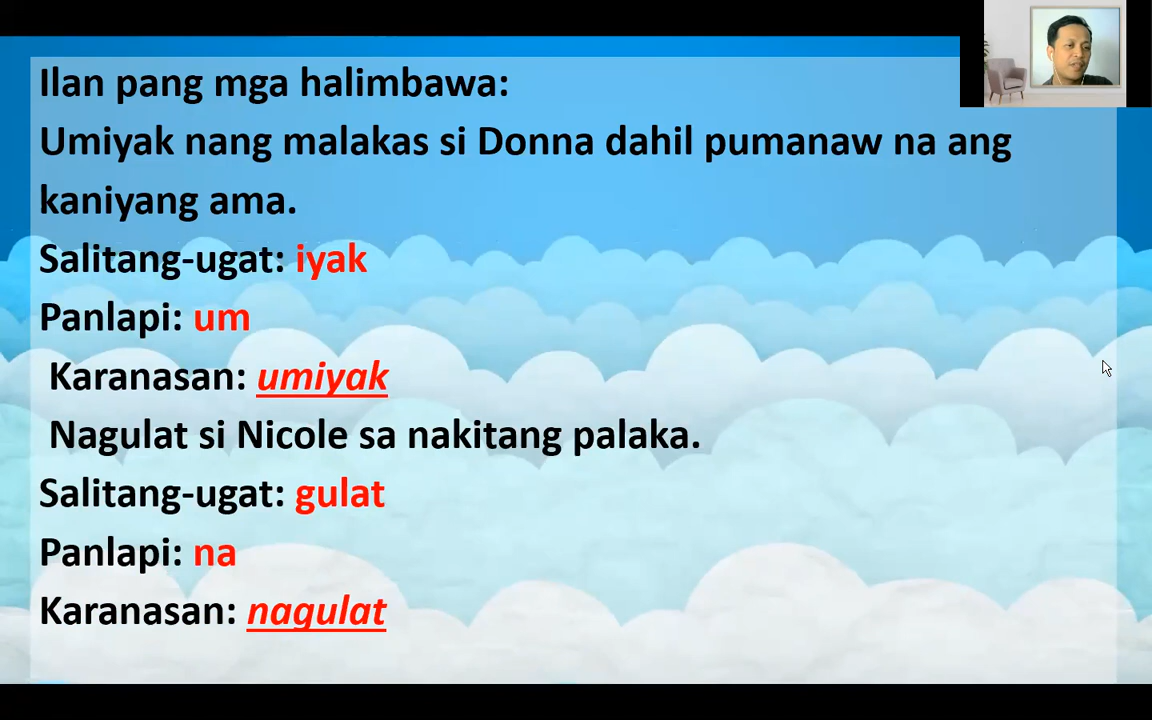 Ilan pang mga halimbawa:
Umiyak nang malakas si Donna dahil pumanaw na ang
kaniyang ama.
Salitang-ugat: iyak
Panlapi: um
Karanasan: umiyak
Nagulat si Nicole sa nakitang palaka.
Salitang-ugat: gulat
Panlapi: na
Karanasan: nagulat